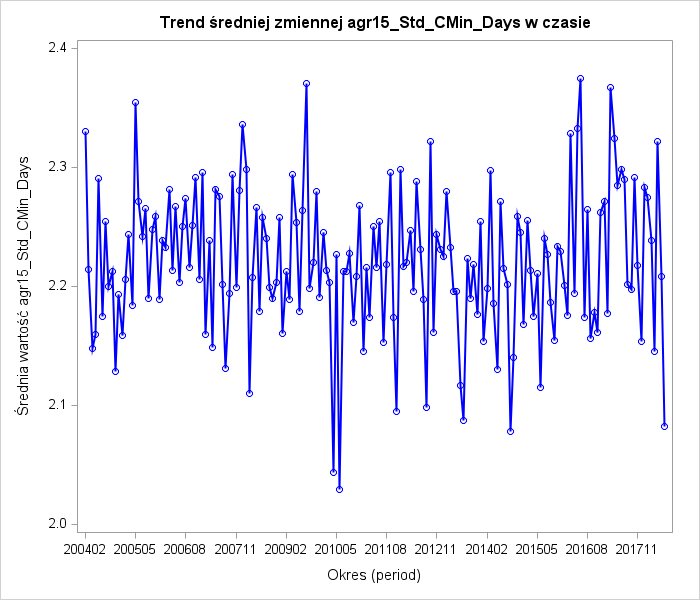 Trend średniej zmiennej agr15_Std_CMin_Days w czasie
Średnia wartość agr15_Std_CMin_Days
2.4
2.3
2.2
2.1
2.0
200402 200505 200608 200711 200902 201005 201108 201211 201402 201505 201608 201711
Okres (period)